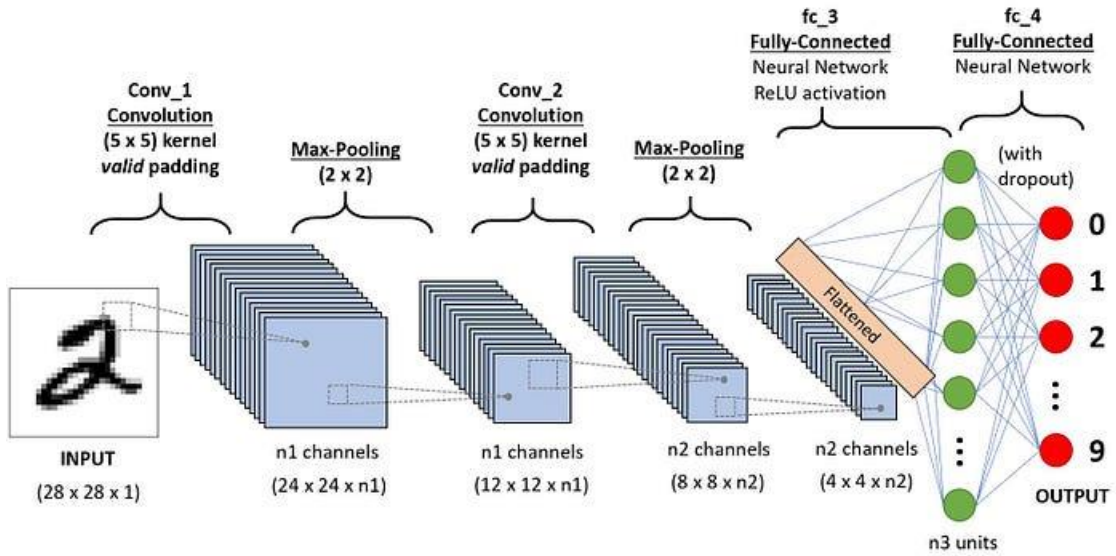 fc_3
Fully-Connected
Neural Network
ReLU activation
fc_4
Fully-Connected
Neural Network
Conv_1
Convolution
(5 x 5) kernel
valid padding
Max-Pooling
(2 x 2)
Conv_2
Convolution
(5 x 5) kernel
valid padding
Max-Pooling
(2 x 2)
(with
dropout)
Flattened
0
1
2
9
INPUT
(28 x 28 x 1)
n1 channels
(24 x 24 x n1)
n1 channels
(12 x 12 x n1)
n2 channels
(8 x 8 x n2)
n2 channels
(4 x 4 x n2)
OUTPUT
n3 units